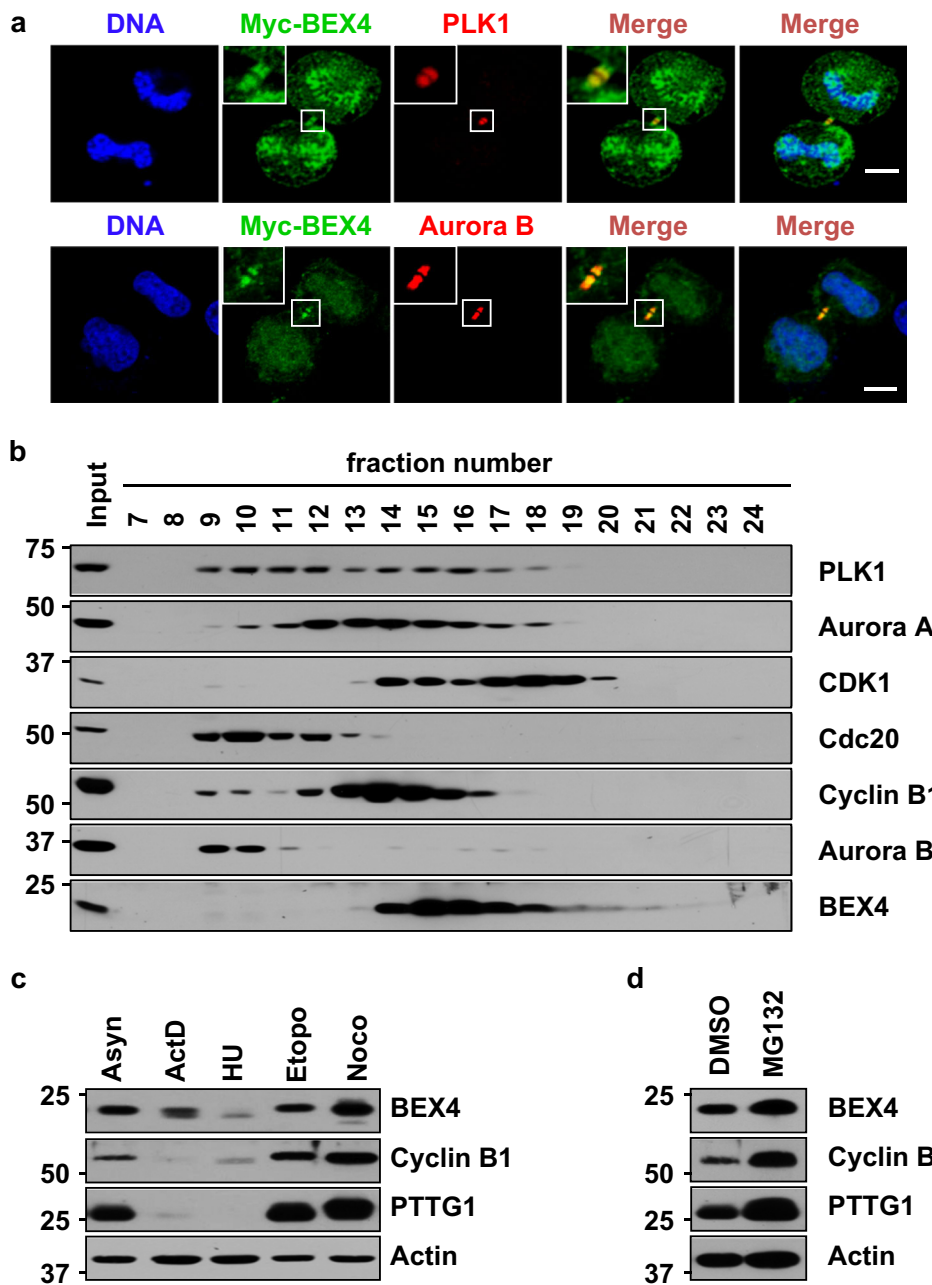 a
DNA Myc-BEX4 PLK1 Merge Merge
DNA Myc-BEX4 Aurora B Merge Merge
b
fraction number
Input 7 8 9 10 11 12 13 14 15 16 17 18 19 20 21 22 23 24
75 PLK1
50 Aurora A
37 CDK1
50 Cdc20
50 Cyclin B1
37 Aurora B
25 BEX4
c
Asyn ActD HU Etopo Noco
25 BEX4
50 Cyclin B1
25 PTTG1
37 Actin
d
DMSO MG132
25 BEX4
50 Cyclin B
25 PTTG1
37 Actin